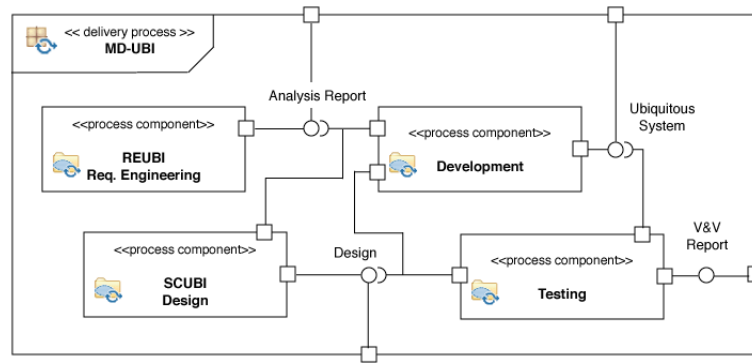 << delivery process >>
MD-UBI
Analysis Report
Ubiquitous
System
<<process component>>
REUBI
Req. Engineering
<<process component>>
Development
<<process component>>
SCUBI
Design
Design
<<process component>>
Testing
V&V
Report